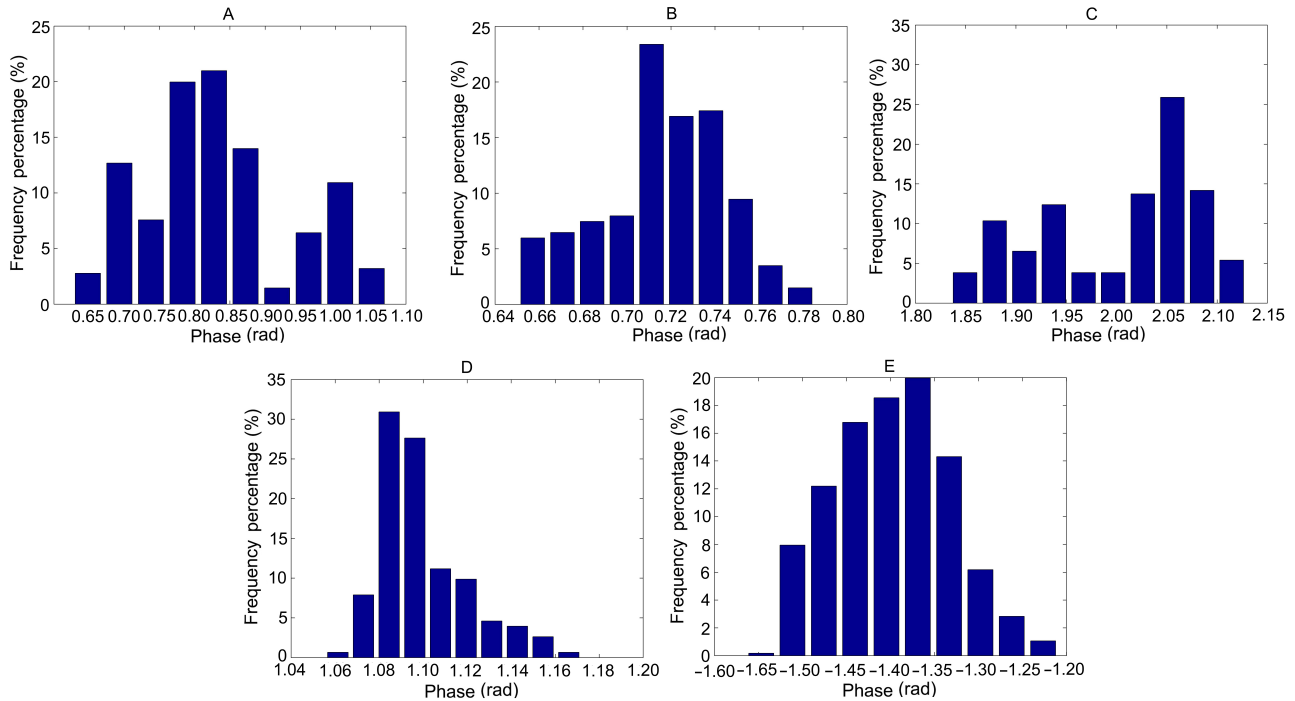 A
25
20
15
10
5
0
0.65 0.70 0.75 0.80 0.85 0.90 0.95 1.00 1.05 1.10
Frequency percentage (%)
Phase (rad)
B
25
20
15
10
5
0
0.64 0.66 0.68 0.70 0.72 0.74 0.76 0.78 0.80
Frequency percentage (%)
Phase (rad)
C
35
30
25
20
15
10
5
0
1.80 1.85 1.90 1.95 2.00 2.05 2.10 2.15
Frequency percentage (%)
Phase (rad)
D
35
30
25
20
15
10
5
0
1.04 1.06 1.08 1.10 1.12 1.14 1.16 1.18 1.20
Frequency percentage (%)
Phase (rad)
E
20
18
16
14
12
10
8
6
4
2
0
−1.60 −1.65 −1.50 −1.45 −1.40 −1.35 −1.30 −1.25 −1.20
Frequency percentage (%)
Phase (rad)